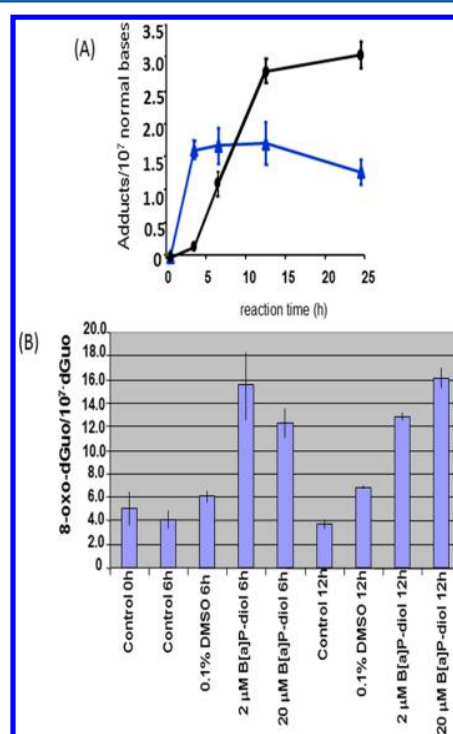 (A)
Adducts/10⁷ normal bases
3.5
3.0
2.5
2.0
1.5
1.0
0.5
0
0 5 10 15 20 25
reaction time (h)
(B)
8-oxo-dGuo/10⁷·dGuo
20.0
18.0
16.0
14.0
12.0
10.0
8.0
6.0
4.0
2.0
0.0
Control 0h
Control 6h
0.1% DMSO 6h
2 μM B[a]P-diol 6h
20 μM B[a]P-diol 6h
Control 12h
0.1% DMSO 12h
2 μM B[a]P-diol 12h
20 μM B[a]P-diol 12h